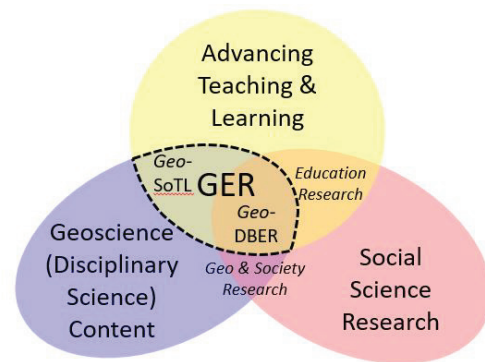 Advancing
Teaching &
Learning
Geo-
SoTL
GER
Education
Research
Geo-
DBER
Geoscience
(Disciplinary
Science)
Content
Geo & Society
Research
Social
Science
Research